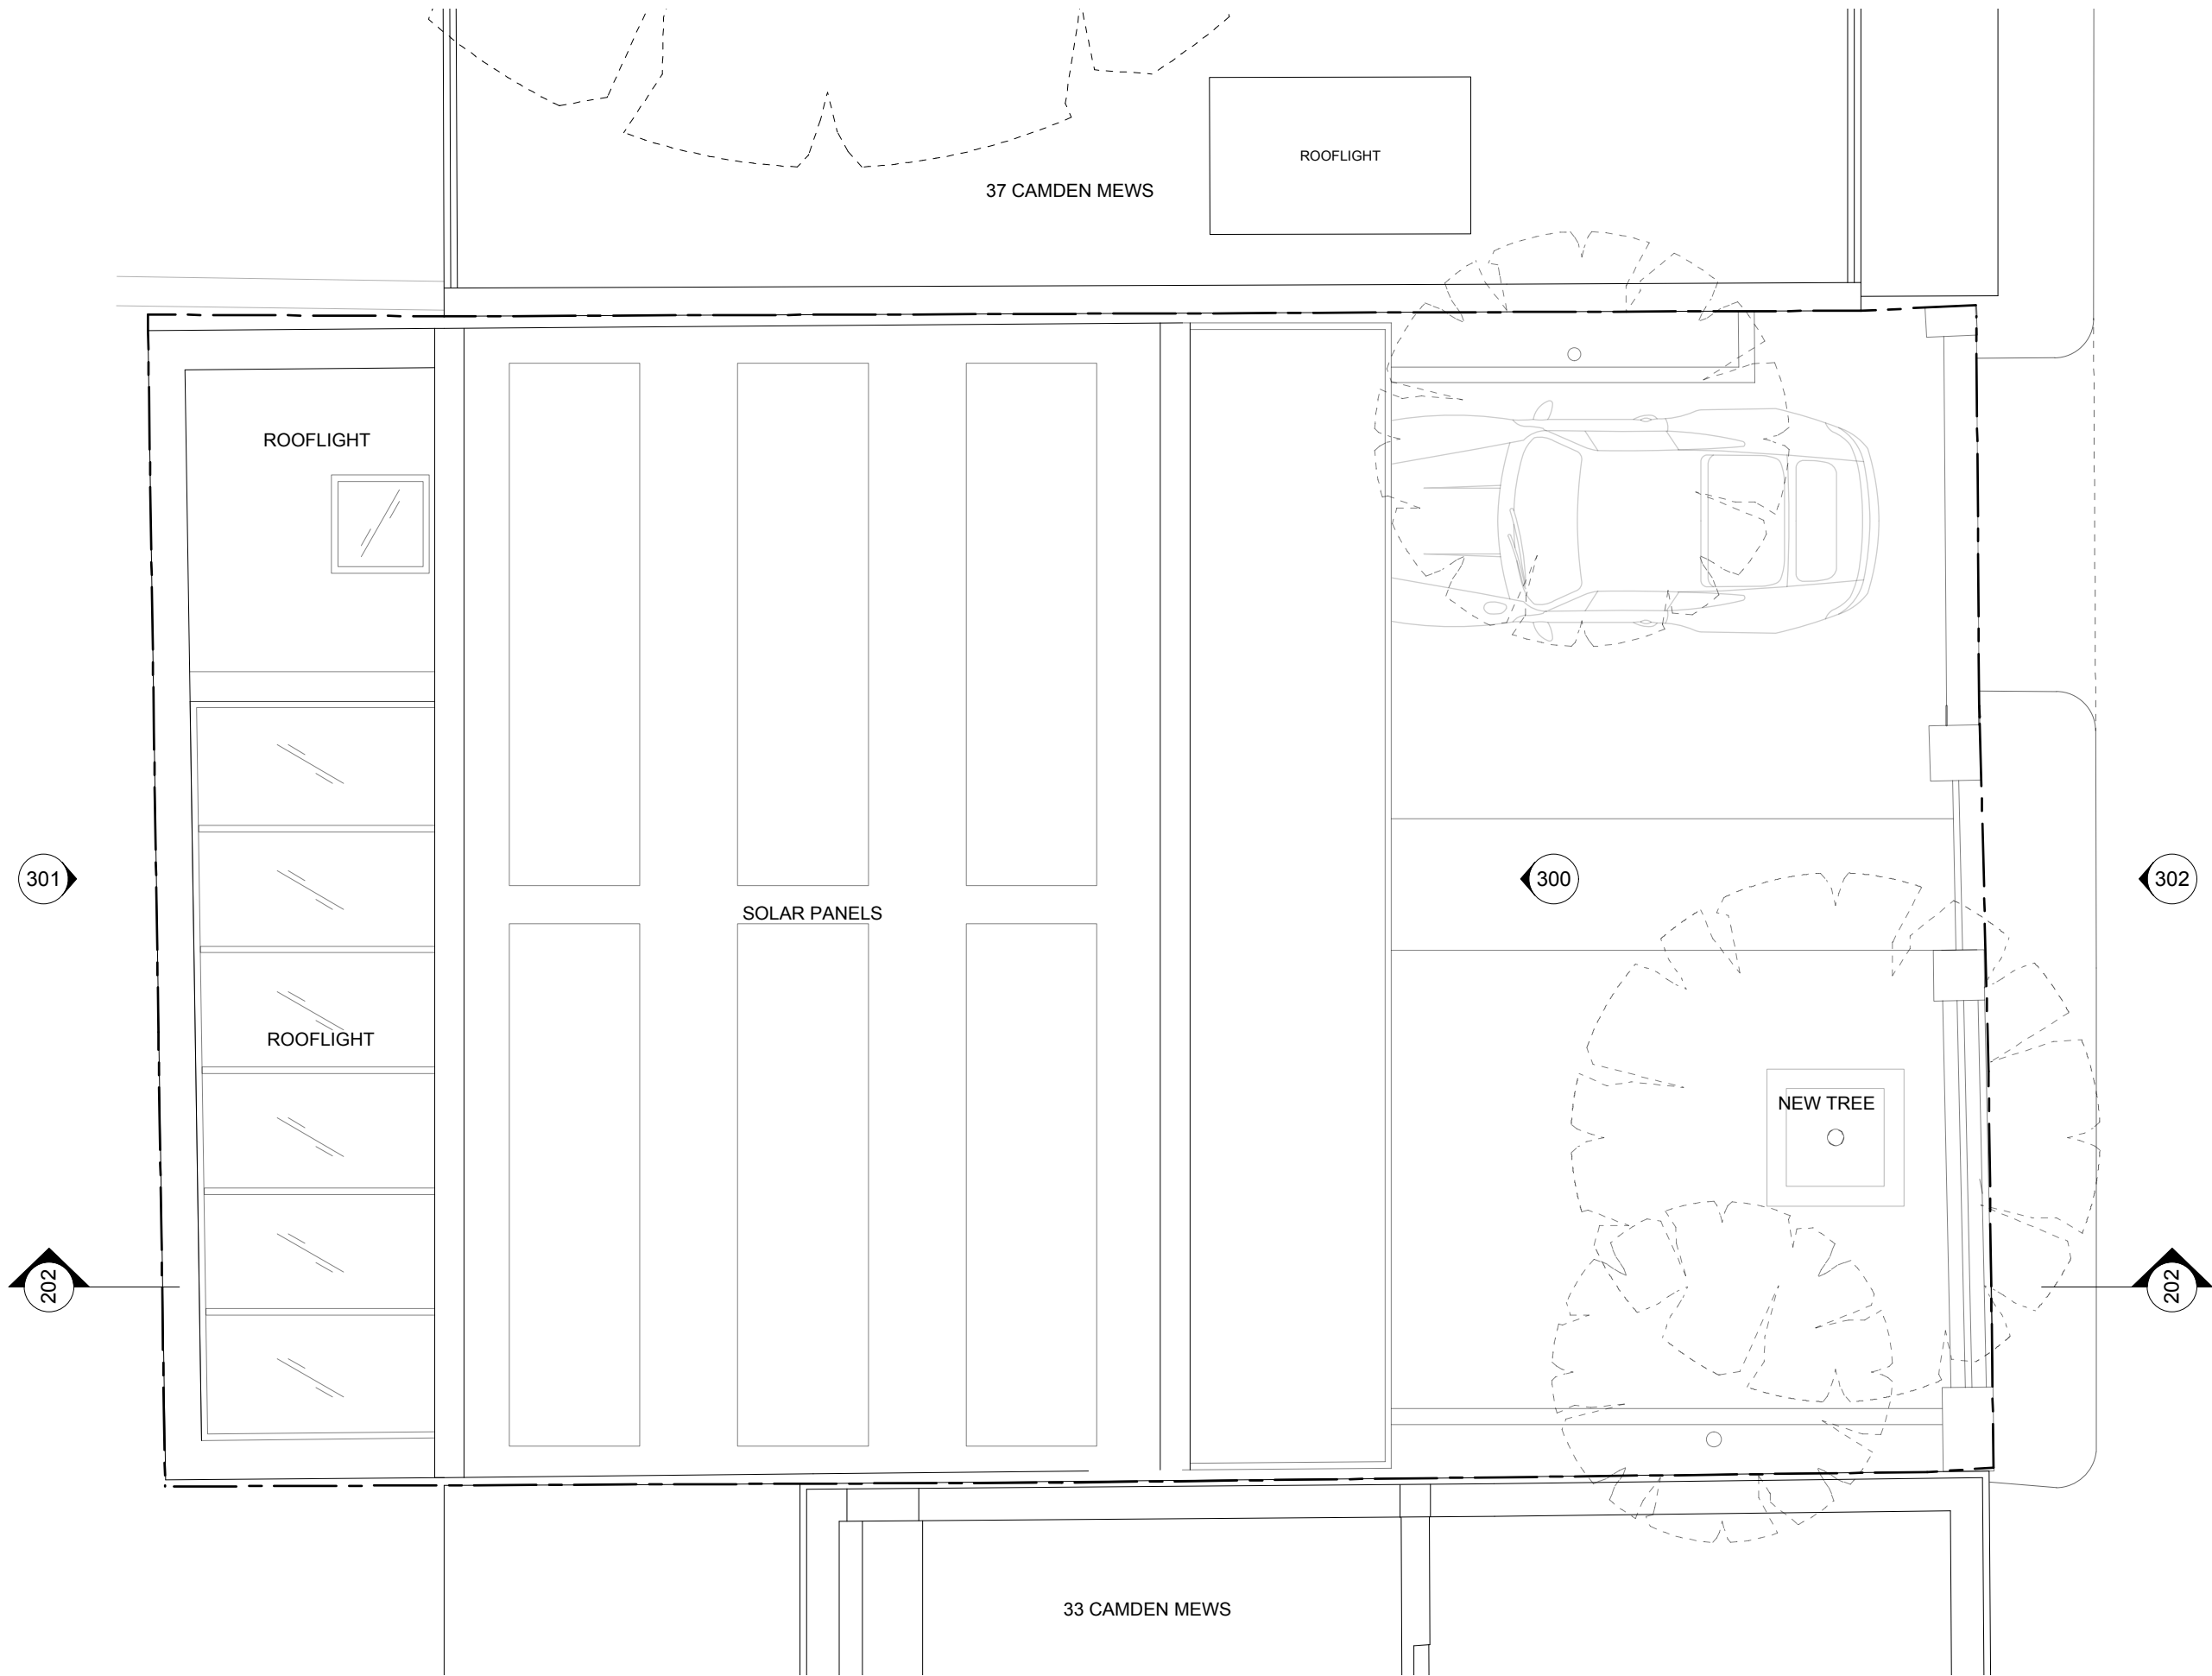 ROOFLIGHT
37 CAMDEN MEWS
ROOFLIGHT
301
300
302
SOLAR PANELS
ROOFLIGHT
NEW TREE
202
202
33 CAMDEN MEWS